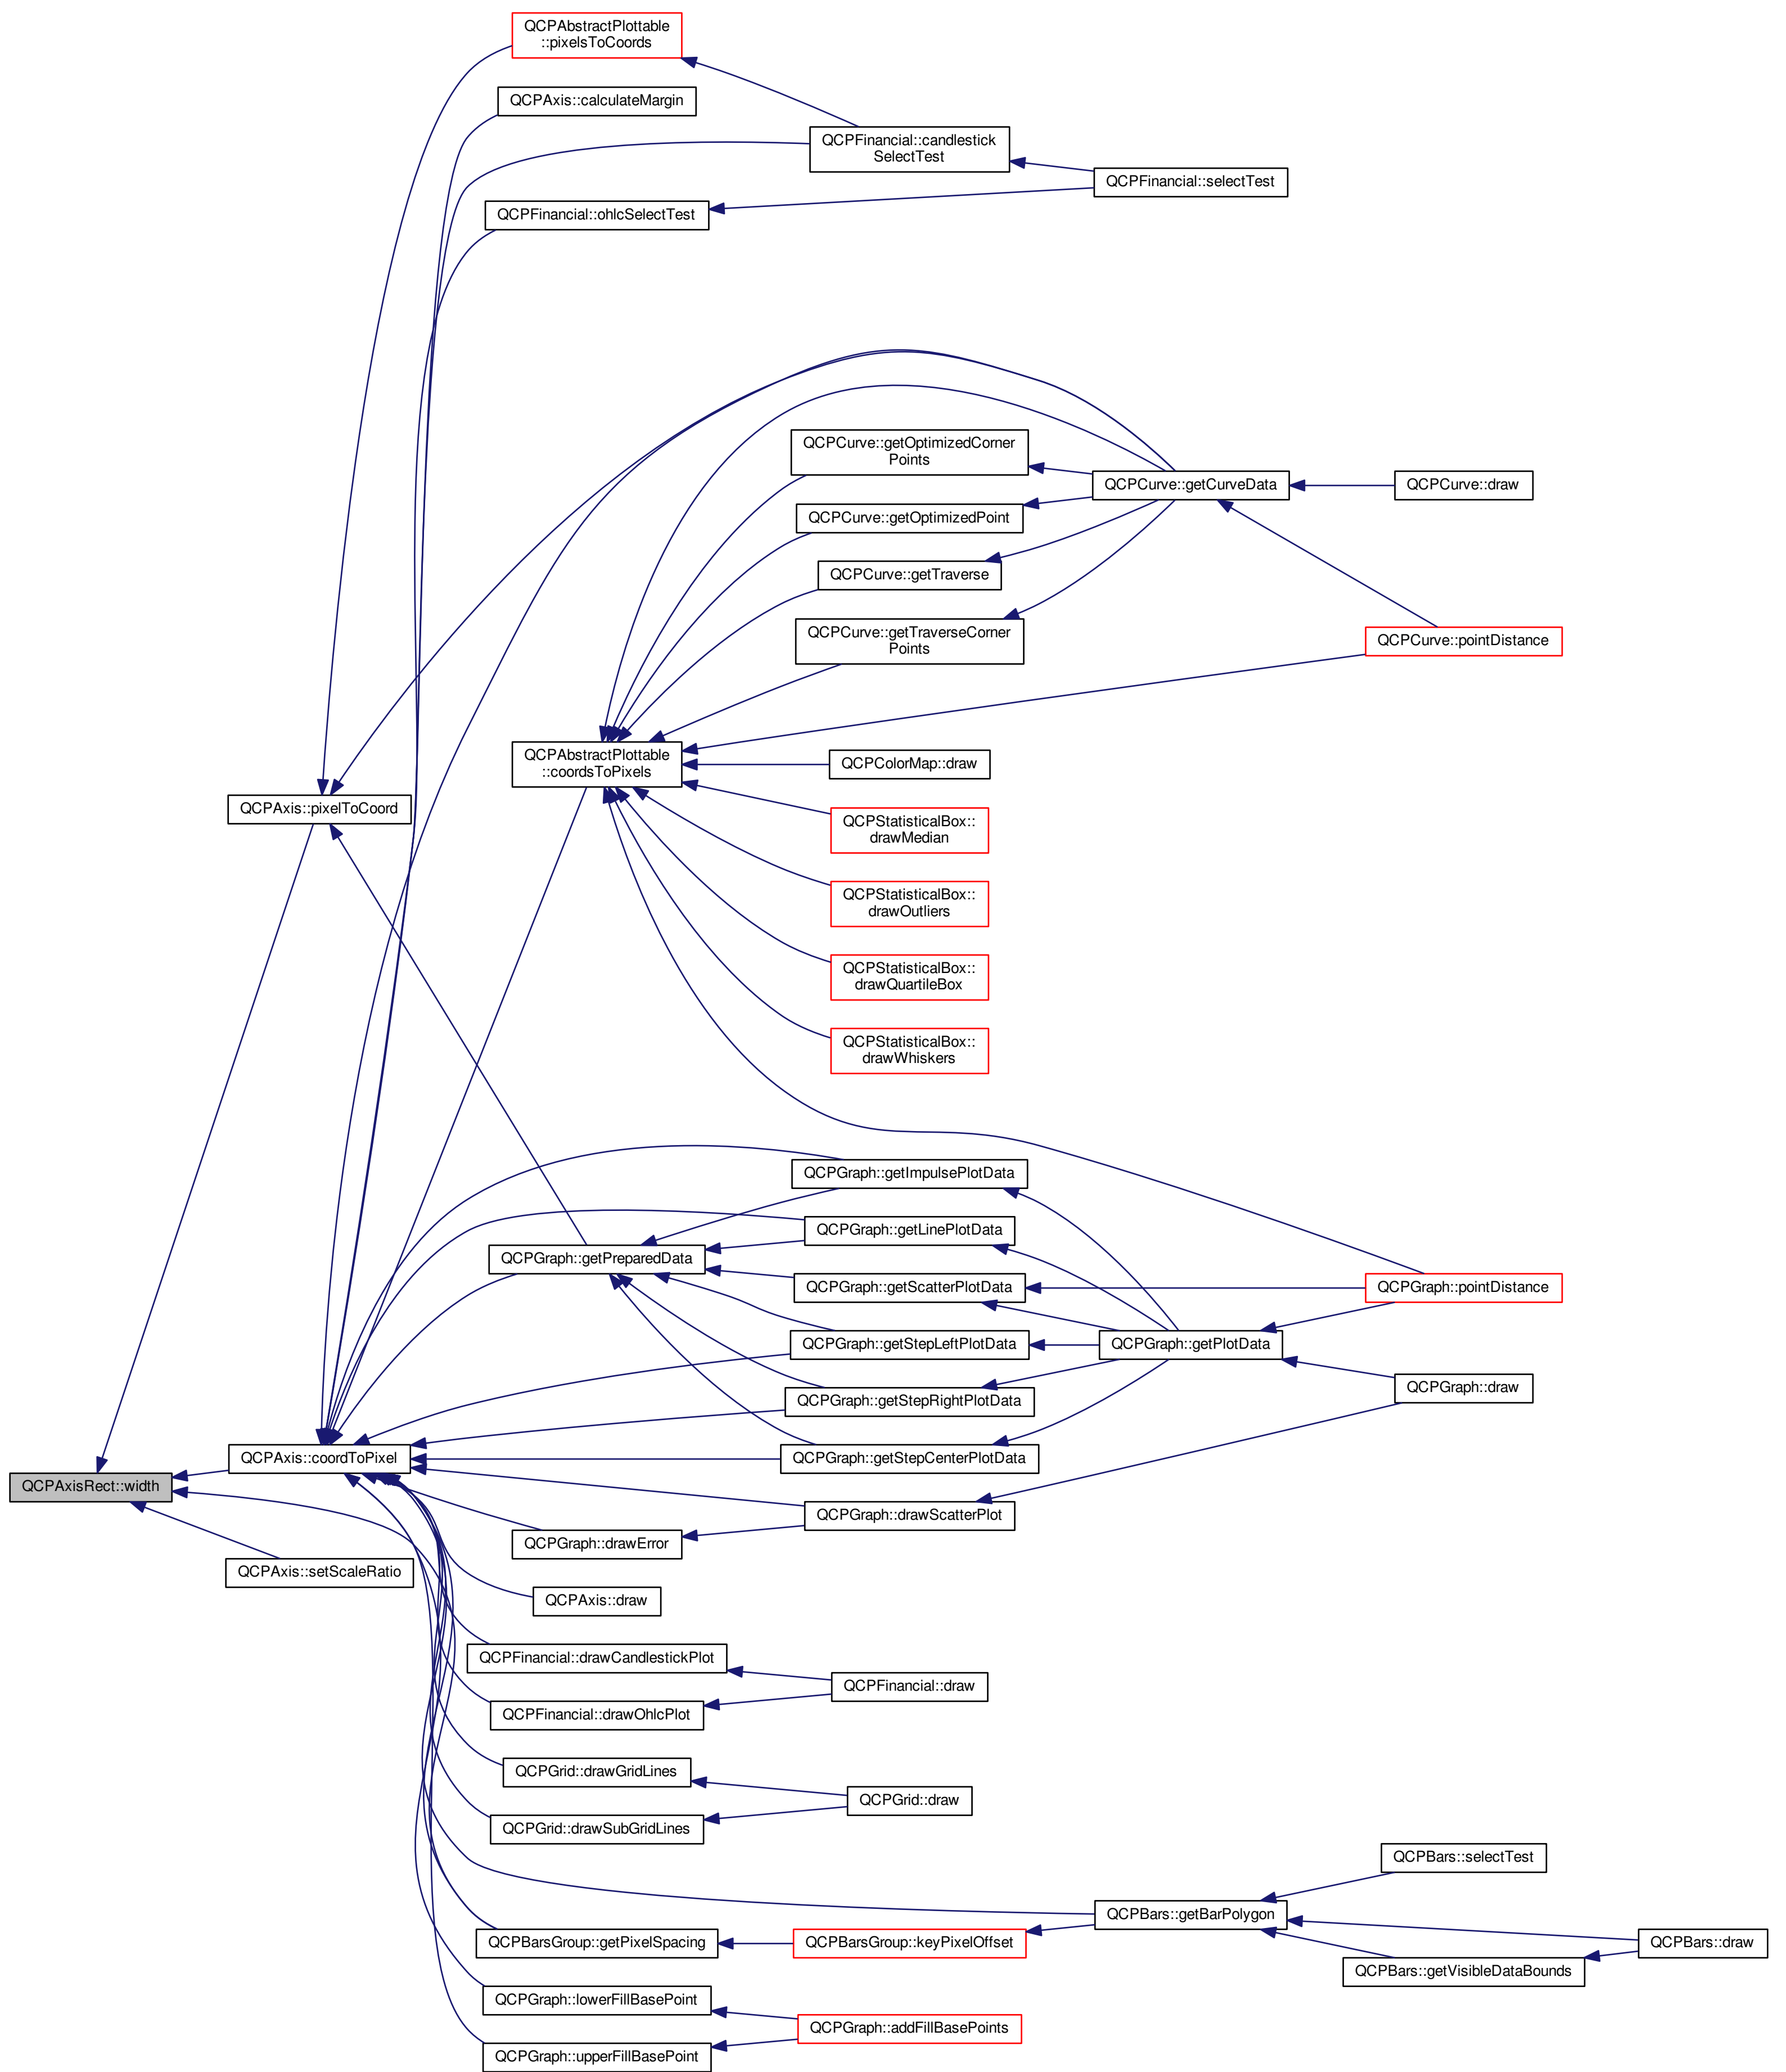 QCPAbstractPlottable
::pixelsToCoords
QCPAxis::calculateMargin
QCPFinancial::candlestick
SelectTest
QCPFinancial::selectTest
QCPFinancial::ohlcSelectTest
QCPCurve::getOptimizedCorner
Points
QCPCurve::getCurveData
QCPCurve::draw
QCPCurve::getOptimizedPoint
QCPCurve::getTraverse
QCPCurve::getTraverseCorner
Points
QCPCurve::pointDistance
QCPAbstractPlottable
::coordsToPixels
QCPColorMap::draw
QCPAxis::pixelToCoord
QCPStatisticalBox::
drawMedian
QCPStatisticalBox::
drawOutliers
QCPStatisticalBox::
drawQuartileBox
QCPStatisticalBox::
drawWhiskers
QCPGraph::getImpulsePlotData
QCPGraph::getLinePlotData
QCPGraph::getPreparedData
QCPGraph::getScatterPlotData
QCPGraph::pointDistance
QCPGraph::getStepLeftPlotData
QCPGraph::getPlotData
QCPGraph::getStepRightPlotData
QCPGraph::draw
QCPAxis::coordToPixel
QCPGraph::getStepCenterPlotData
QCPAxisRect::width
QCPGraph::drawScatterPlot
QCPGraph::drawError
QCPAxis::setScaleRatio
QCPAxis::draw
QCPFinancial::drawCandlestickPlot
QCPFinancial::draw
QCPFinancial::drawOhlcPlot
QCPGrid::drawGridLines
QCPGrid::draw
QCPGrid::drawSubGridLines
QCPBars::selectTest
QCPBars::getBarPolygon
QCPBarsGroup::getPixelSpacing
QCPBarsGroup::keyPixelOffset
QCPBars::draw
QCPBars::getVisibleDataBounds
QCPGraph::lowerFillBasePoint
QCPGraph::addFillBasePoints
QCPGraph::upperFillBasePoint